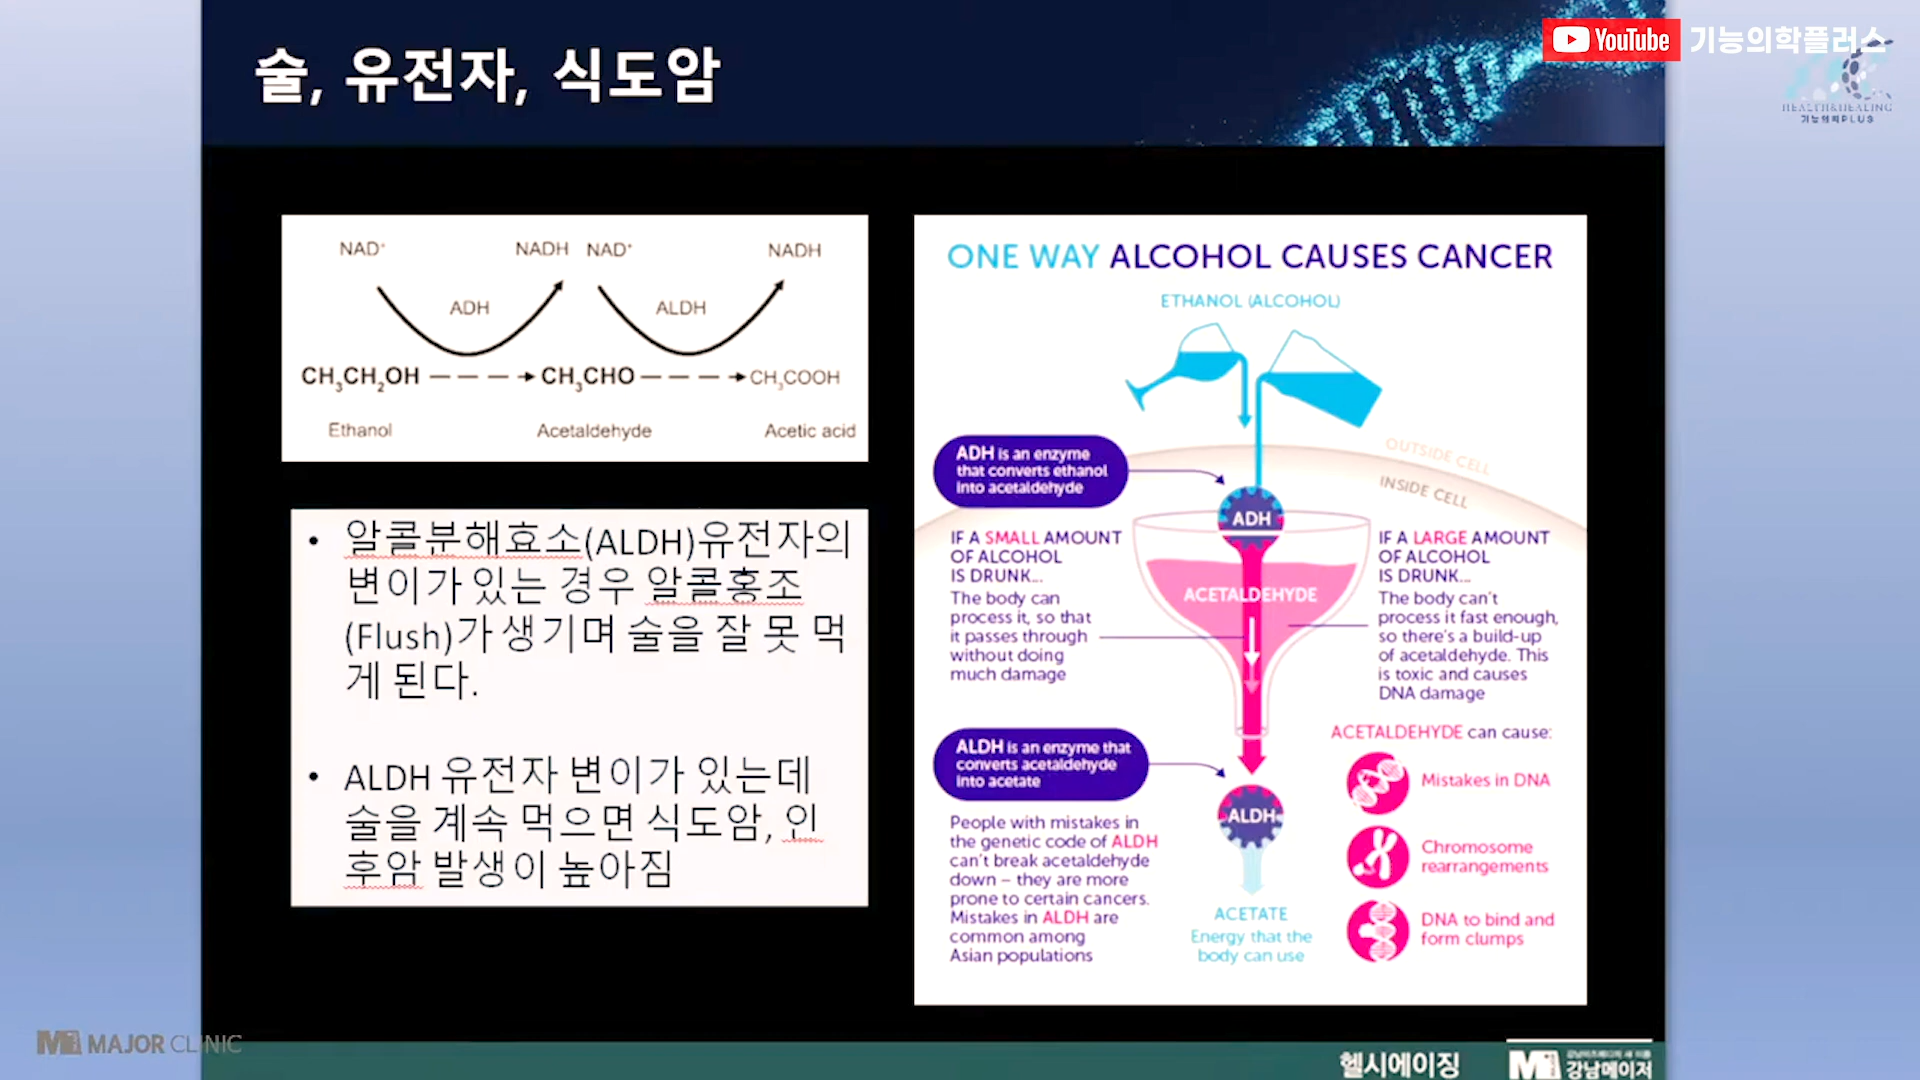 술, 유전자, 식도암
YouTube 기능의학플러스
HEALTH&HEALING
기능의학PLUS
NAD⁺ NADH NAD⁺ NADH
ADH ALDH
CH₃CH₂OH CH₃CHO CH₃COOH
Ethanol Acetaldehyde Acetic acid
• 알콜분해효소(ALDH)유전자의
변이가 있는 경우 알콜홍조
(Flush)가 생기며 술을 잘 못 먹
게 된다.
• ALDH 유전자 변이가 있는데
술을 계속 먹으면 식도암, 인
후암 발생이 높아짐
ONE WAY ALCOHOL CAUSES CANCER
ETHANOL (ALCOHOL)
OUTSIDE CELL
INSIDE CELL
ADH is an enzyme
that converts ethanol
into acetaldehyde
ADH
IF A SMALL AMOUNT
OF ALCOHOL
IS DRUNK...
The body can
process it, so that
it passes through
without doing
much damage
ACETALDEHYDE
IF A LARGE AMOUNT
OF ALCOHOL
IS DRUNK...
The body can't
process it fast enough,
so there's a build-up
of acetaldehyde. This
is toxic and causes
DNA damage
ALDH is an enzyme that
converts acetaldehyde
into acetate
ALDH
People with mistakes in
the genetic code of ALDH
can't break acetaldehyde
down – they are more
prone to certain cancers.
Mistakes in ALDH are
common among
Asian populations
ACETATE
Energy that the
body can use
ACETALDEHYDE can cause:
Mistakes in DNA
Chromosome
rearrangements
DNA to bind and
form clumps
MAJOR CLINIC
헬시에이징
강남메이저